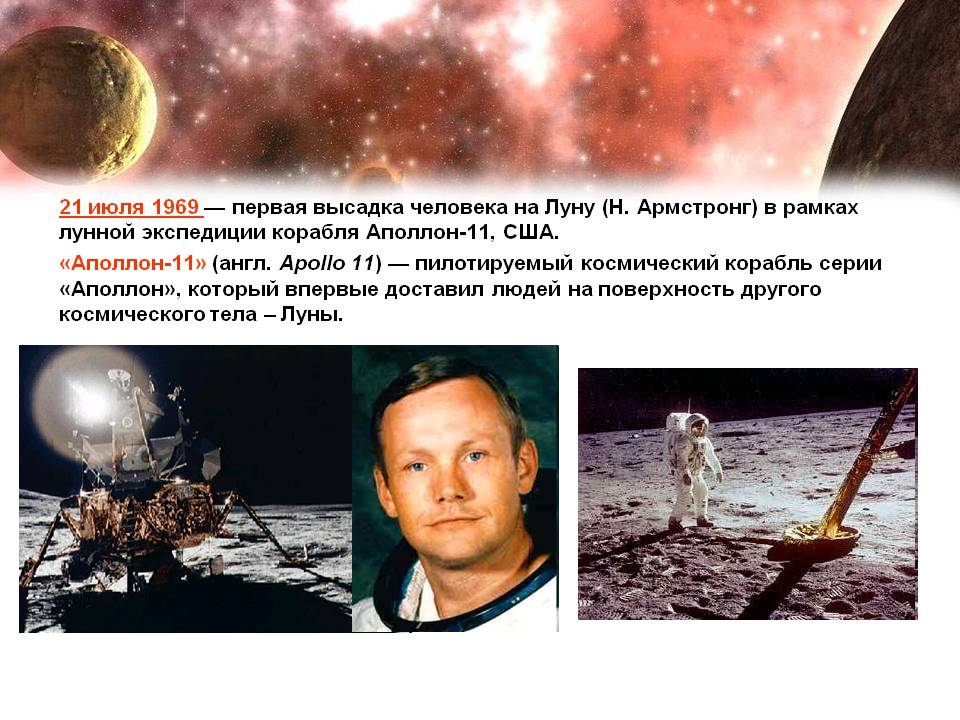 21 июля 1969 — первая высадка человека на Луну (Н. Армстронг) в рамках
лунной экспедиции корабля Аполлон-11, США.
«Аполлон-11» (англ. Apollo 11) — пилотируемый космический корабль серии
«Аполлон», который впервые доставил людей на поверхность другого
космического тела – Луны.